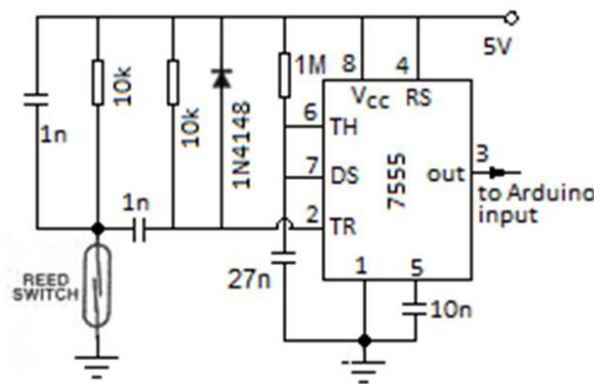 5V
1n
10k
10k
1N4148
1M
8
4
Vcc RS
6
TH
7
DS
7555
out
3
to Arduino
input
1n
2
TR
REED
SWITCH
27n
1
5
10n